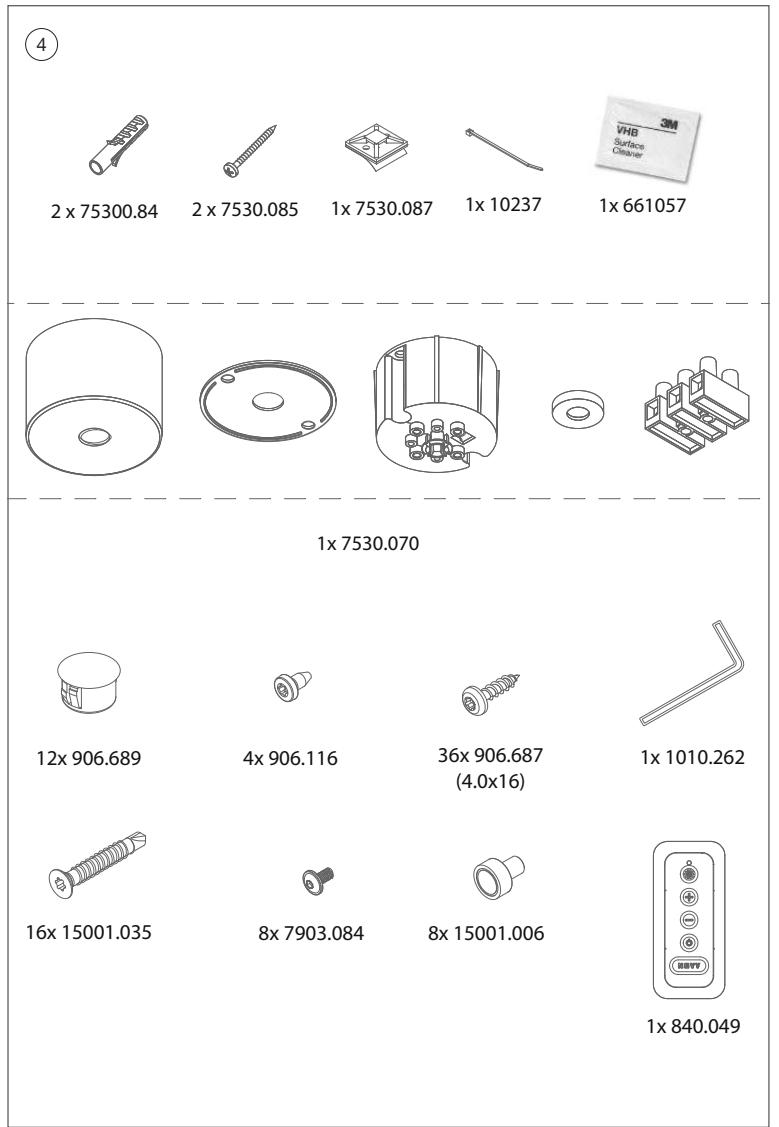 4
3M
VHB
Surface
Cleaner
2 x 75300.84
2 x 7530.085
1x 7530.087
1x 10237
1x 661057
1x 7530.070
12x 906.689
4x 906.116
36x 906.687
(4.0x16)
1x 1010.262
16x 15001.035
8x 7903.084
8x 15001.006
NOVY
1x 840.049